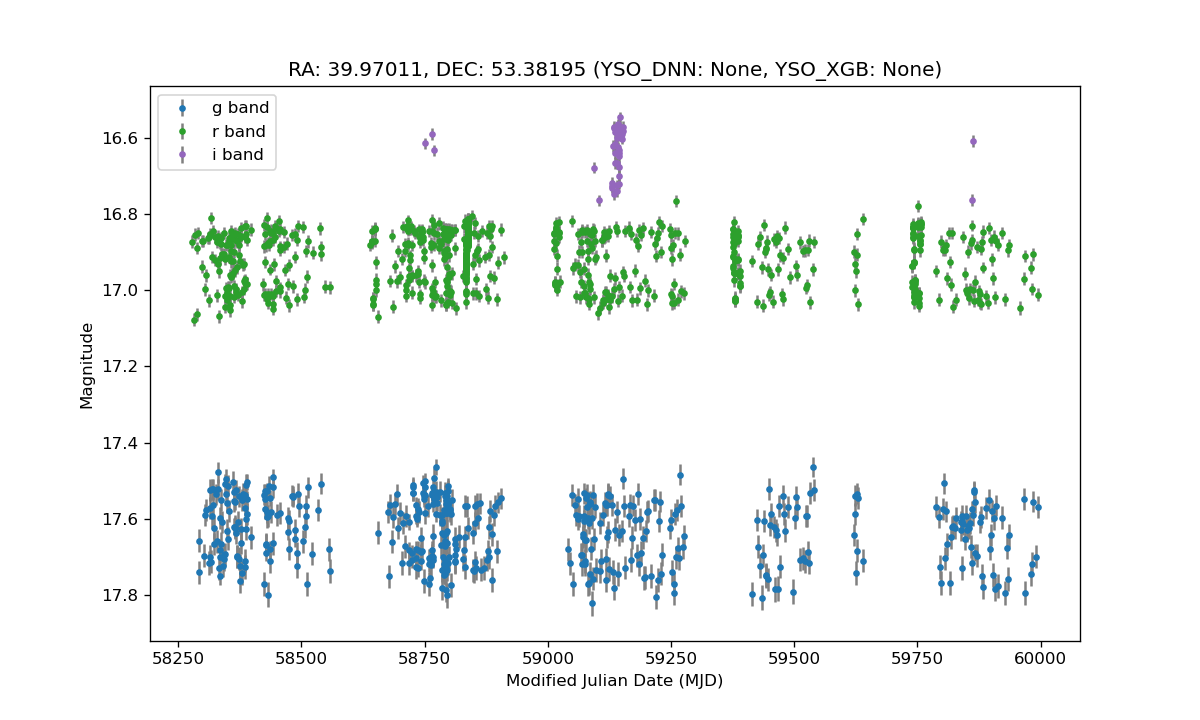 RA: 39.97011, DEC: 53.38195 (YSO_DNN: None, YSO_XGB: None)
g band
r band
i band
16.6
16.8
17.0
17.2
17.4
17.6
17.8
Magnitude
58250 58500 58750 59000 59250 59500 59750 60000
Modified Julian Date (MJD)